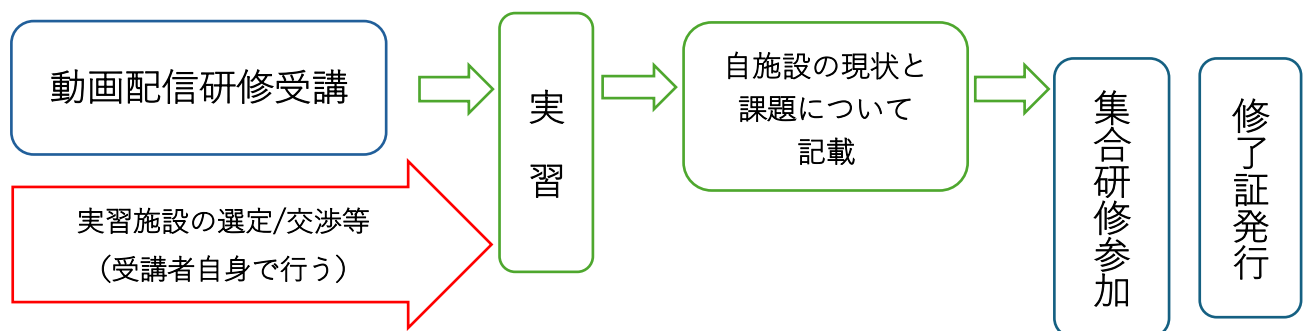 動画配信研修受講
実習施設の選定/交渉等
（受講者自身で行う）
実習
自施設の現状と
課題について
記載
集合研修参加
修了証発行